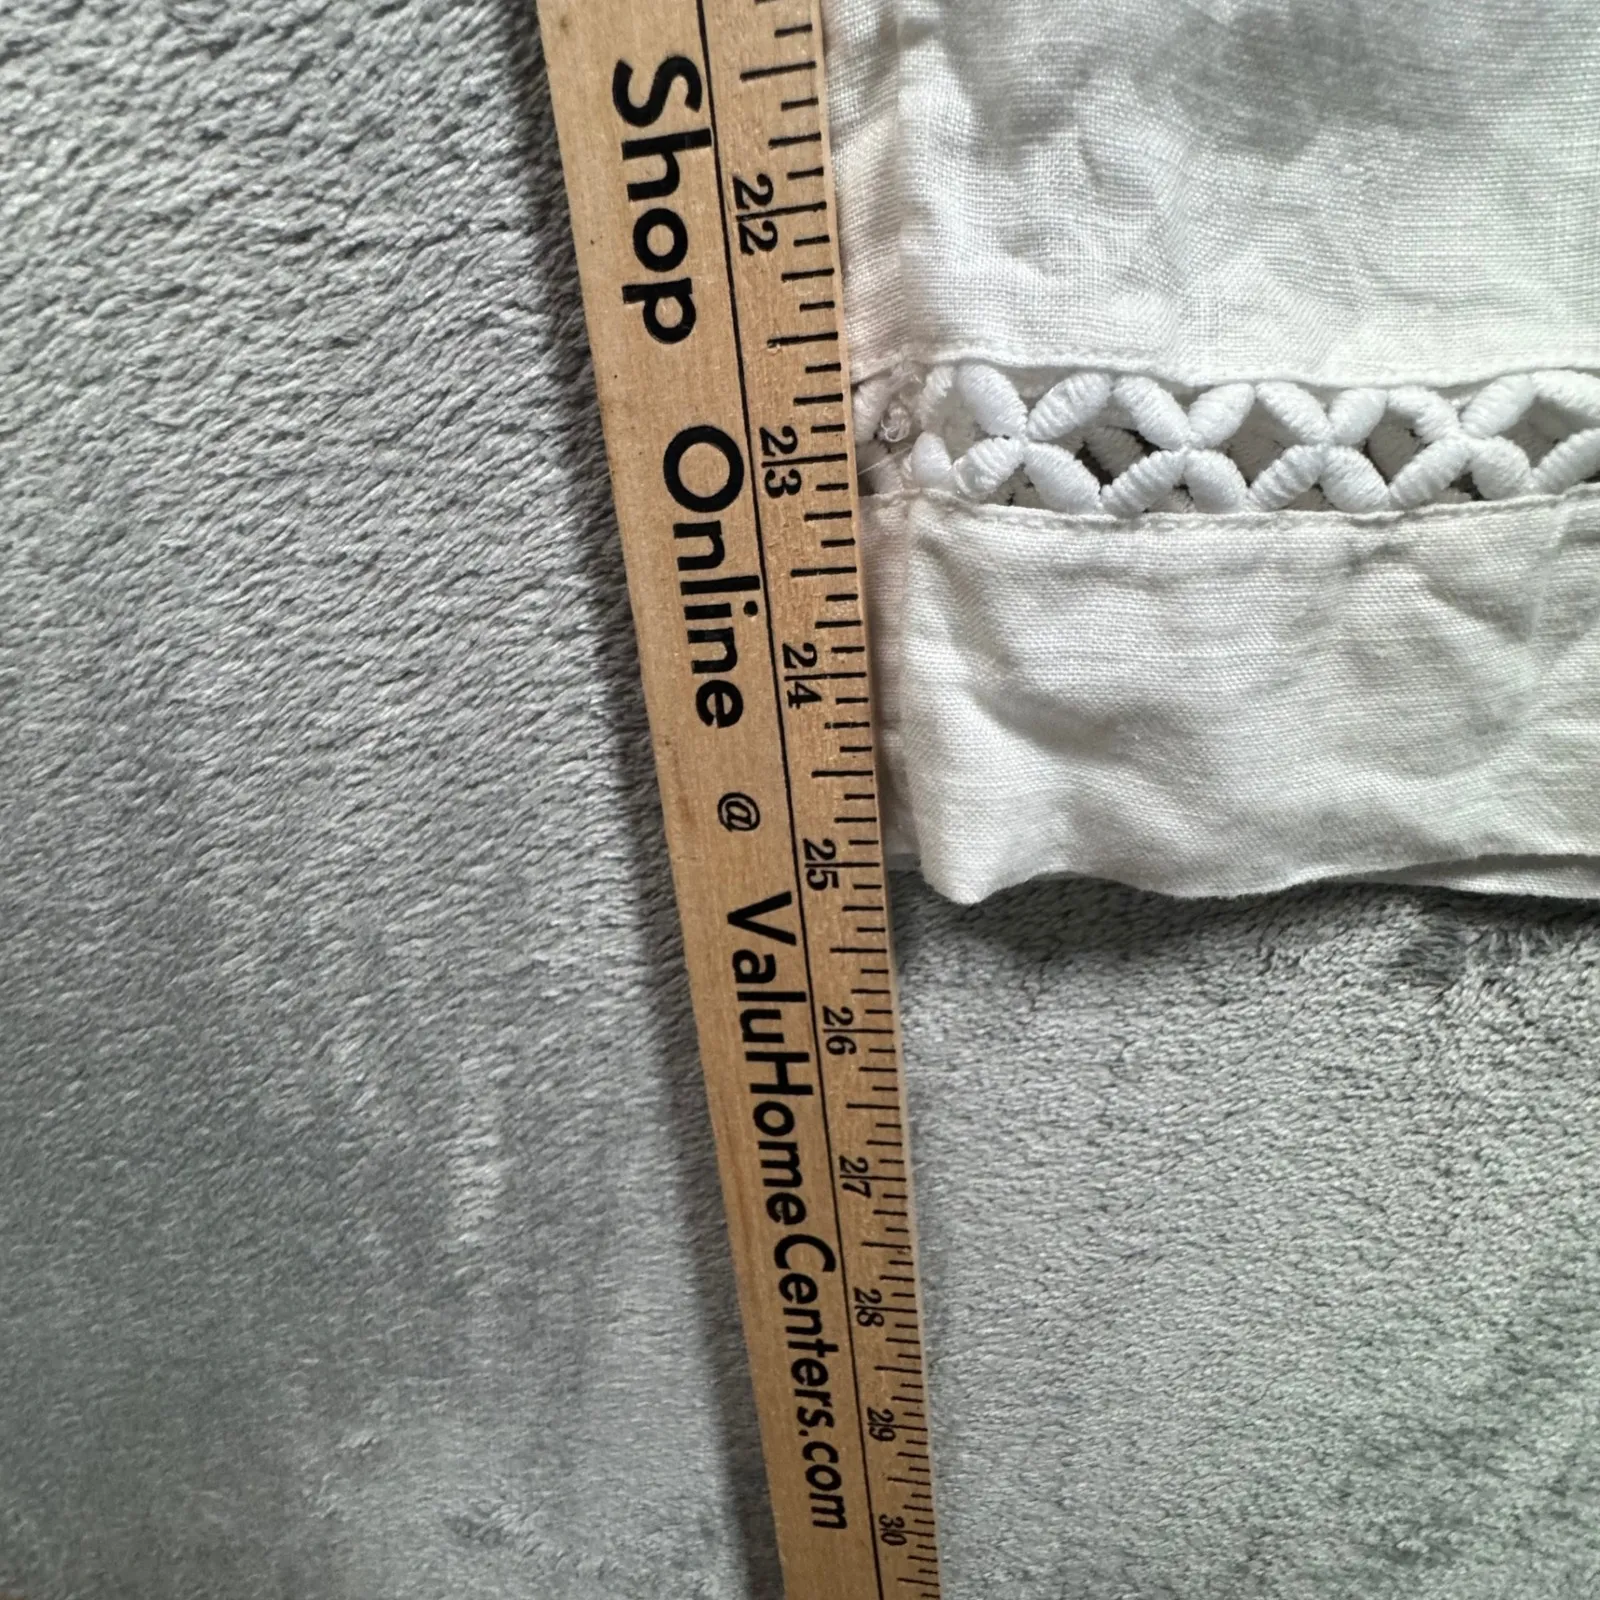 Shop Online @ ValuHomeCenters.com
22 23 24 25 26 27 28 29 30